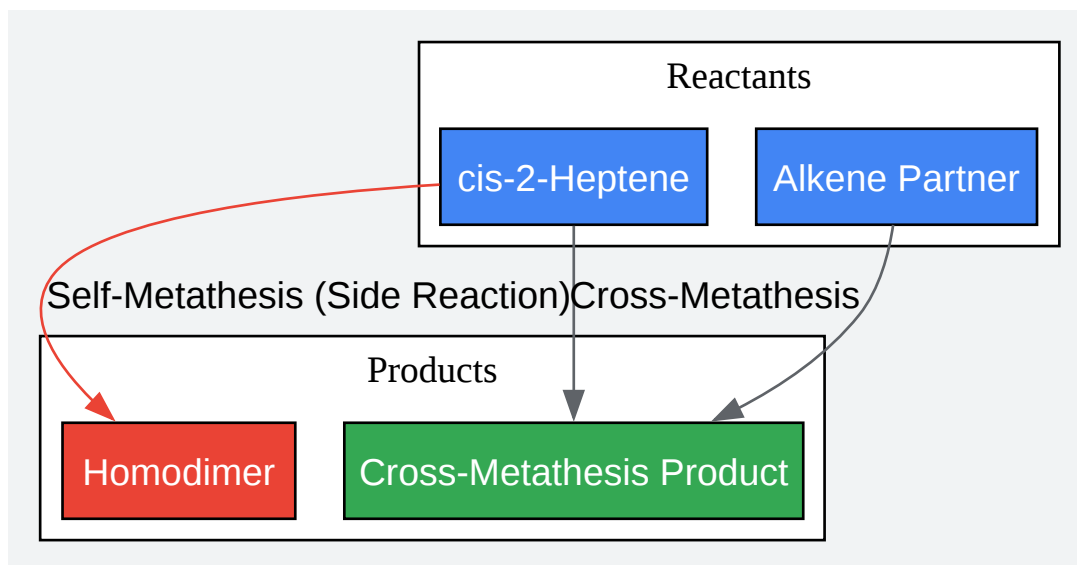 Reactants
cis-2-Heptene
Alkene Partner
Self-Metathesis (Side Reaction)
Cross-Metathesis
Products
Homodimer
Cross-Metathesis Product